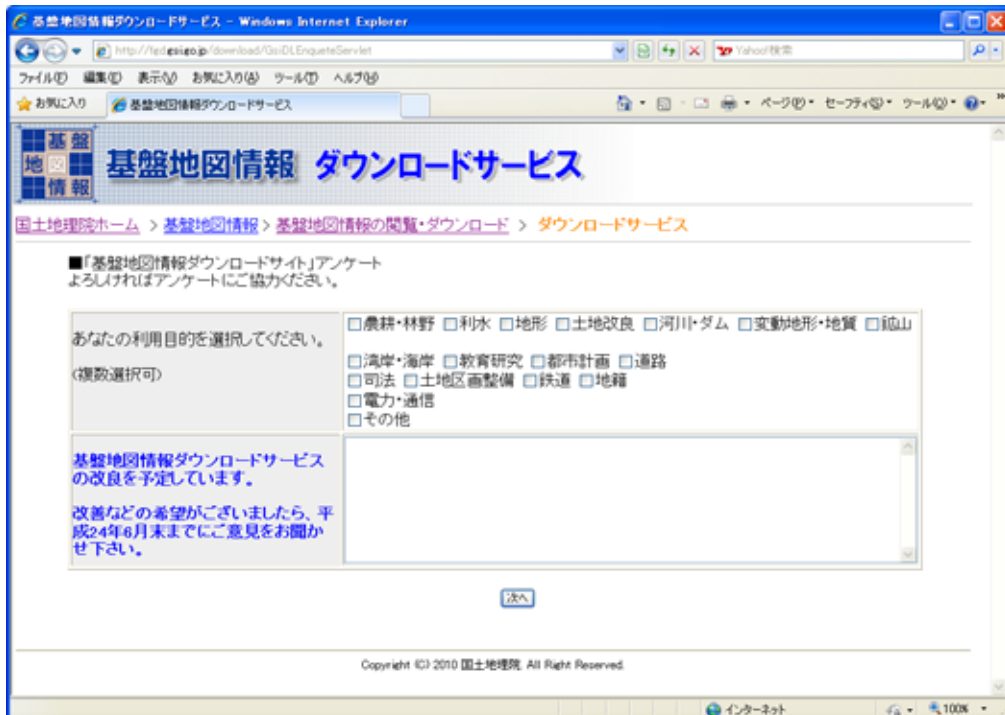 基盤地図情報ダウンロードサービス - Windows Internet Explorer
http://fgd.gsi.go.jp/download/GsiDLEnqueteServlet
Yahoo!検索
ファイル(F) 編集(E) 表示(V) お気に入り(A) ツール(T) ヘルプ(H)
お気に入り 基盤地図情報ダウンロードサービス
ページ(P) セーフティ(S) ツール(O)
基盤
地図
情報
基盤地図情報 ダウンロードサービス
国土地理院ホーム > 基盤地図情報 > 基盤地図情報の閲覧・ダウンロード > ダウンロードサービス
■「基盤地図情報ダウンロードサイト」アンケート
よろしければアンケートにご協力ください。
あなたの利用目的を選択してください。
(複数選択可)
農耕・林野 利水 地形 土地改良 河川・ダム 変動地形・地質 鉱山
湾岸・海岸 教育研究 都市計画 道路
司法 土地区画整備 鉄道 地籍
電力・通信
その他
基盤地図情報ダウンロードサービス
の改良を予定しています。
改善などの希望がございましたら、平
成24年6月末までにご意見をお聞か
せ下さい。
次へ
Copyright (C) 2010 国土地理院. All Right Reserved.
インターネット 100%